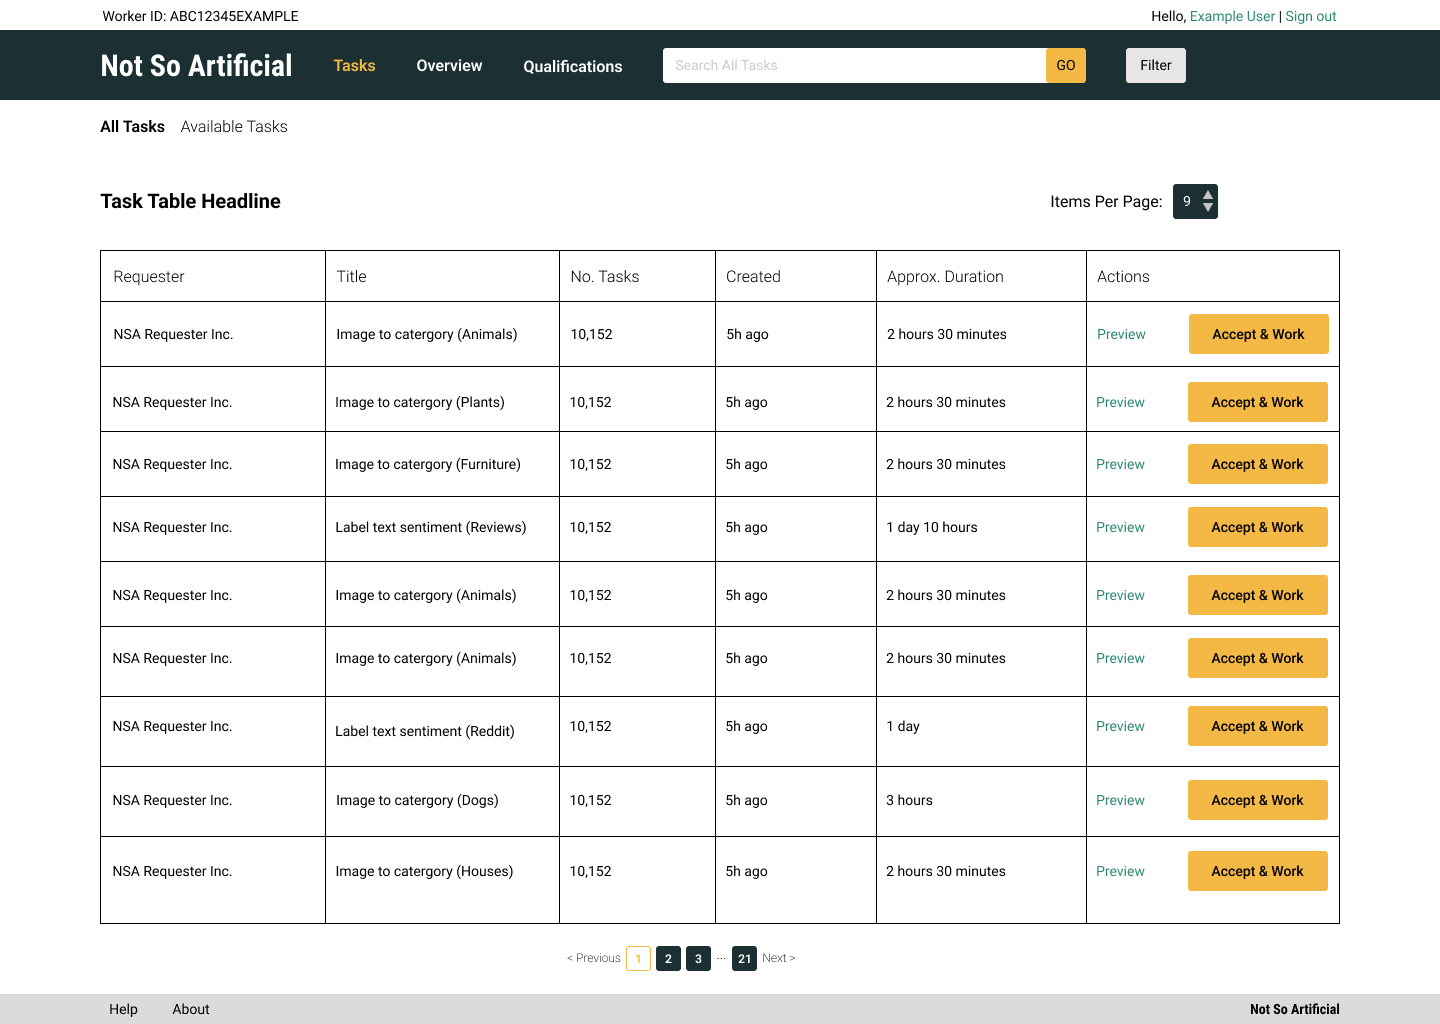 Worker ID: ABC12345EXAMPLE
Hello, Example User | Sign out
Not So Artificial
Tasks
Overview
Qualifications
Search All Tasks
GO
Filter
All Tasks
Available Tasks
Task Table Headline
Items Per Page: 9
Requester Title No. Tasks Created Approx. Duration Actions
NSA Requester Inc. Image to catergory (Animals) 10,152 5h ago 2 hours 30 minutes Preview Accept & Work
NSA Requester Inc. Image to catergory (Plants) 10,152 5h ago 2 hours 30 minutes Preview Accept & Work
NSA Requester Inc. Image to catergory (Furniture) 10,152 5h ago 2 hours 30 minutes Preview Accept & Work
NSA Requester Inc. Label text sentiment (Reviews) 10,152 5h ago 1 day 10 hours Preview Accept & Work
NSA Requester Inc. Image to catergory (Animals) 10,152 5h ago 2 hours 30 minutes Preview Accept & Work
NSA Requester Inc. Image to catergory (Animals) 10,152 5h ago 2 hours 30 minutes Preview Accept & Work
NSA Requester Inc. Label text sentiment (Reddit) 10,152 5h ago 1 day Preview Accept & Work
NSA Requester Inc. Image to catergory (Dogs) 10,152 5h ago 3 hours Preview Accept & Work
NSA Requester Inc. Image to catergory (Houses) 10,152 5h ago 2 hours 30 minutes Preview Accept & Work
< Previous 1 2 3 ... 21 Next >
Help
About
Not So Artificial